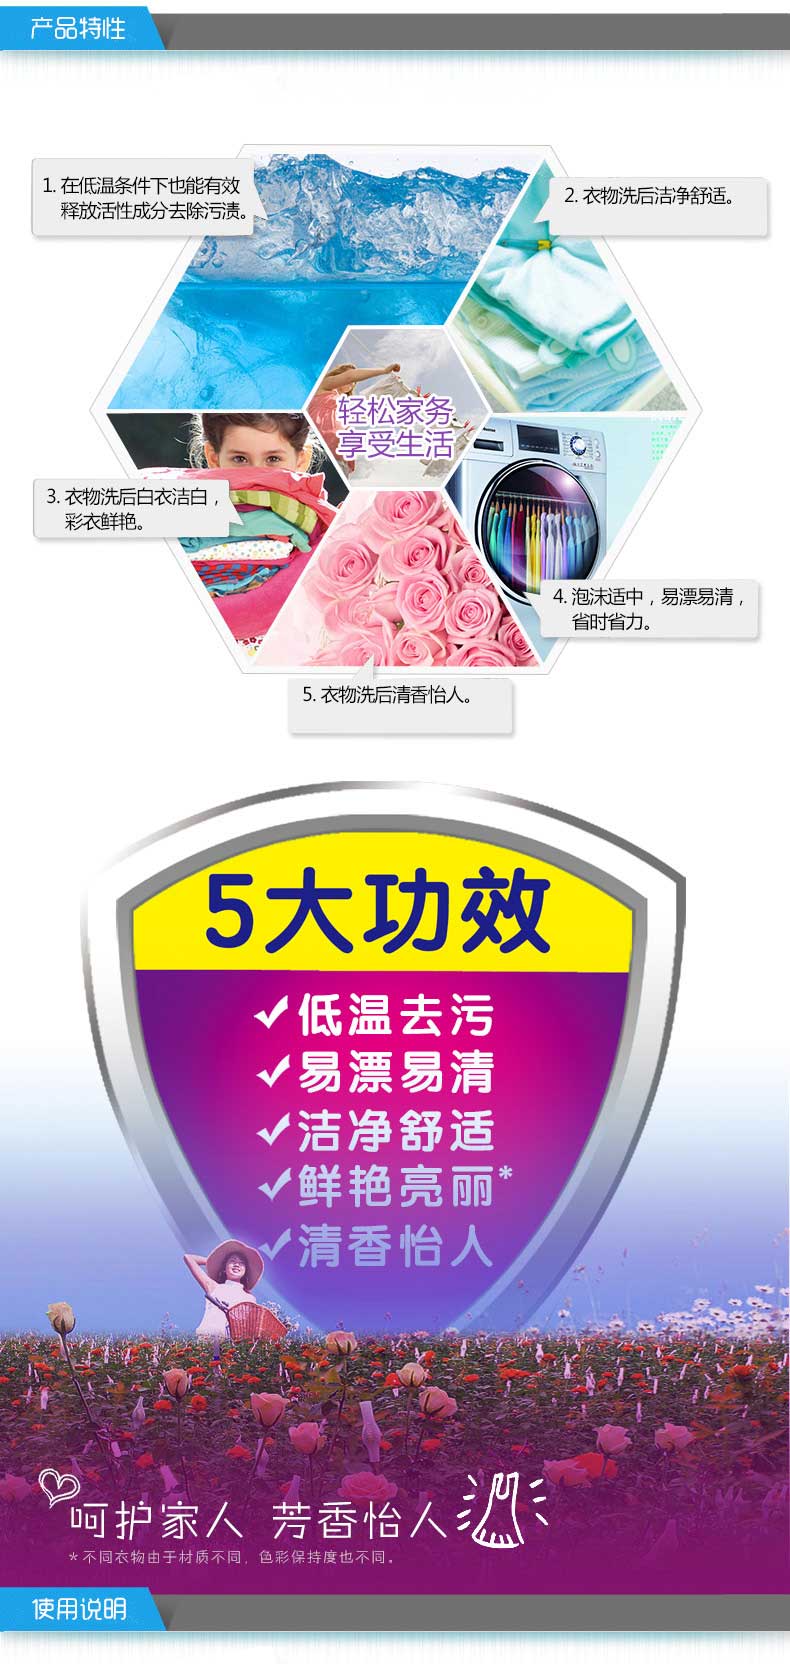 产品特性
1. 在低温条件下也能有效
释放活性成分去除污渍。
2. 衣物洗后洁净舒适。
轻松家务
享受生活
3. 衣物洗后白衣洁白，
彩衣鲜艳。
4. 泡沫适中，易漂易清，
省时省力。
5. 衣物洗后清香怡人。
5大功效
✓低温去污
✓易漂易清
✓洁净舒适
✓鲜艳亮丽*
✓清香怡人
呵护家人 芳香怡人
*不同衣物由于材质不同，色彩保持度也不同。
使用说明